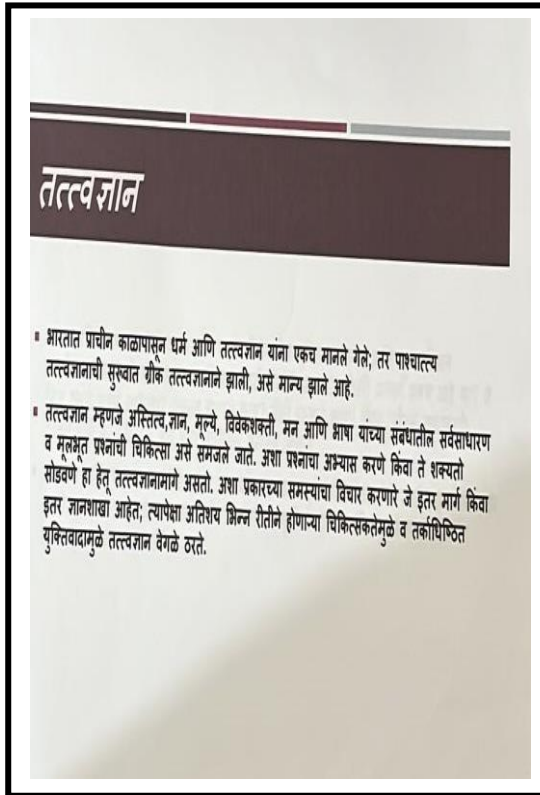 तत्त्वज्ञान
▪ भारतात प्राचीन काळापासून धर्म आणि तत्त्वज्ञान यांना एकच मानले गेले; तर पाश्चात्त्य
तत्त्वज्ञानाची सुरुवात ग्रीक तत्त्वज्ञानाने झाली, असे मान्य झाले आहे.
▪ तत्त्वज्ञान म्हणजे अस्तित्व,ज्ञान, मूल्ये, विवेकशक्ती, मन आणि भाषा यांच्या संबंधातील सर्वसाधारण
व मूलभूत प्रश्नांची चिकित्सा असे समजले जाते. अशा प्रश्नांचा अभ्यास करणे किंवा ते शक्यतो
सोडवणे हा हेतू तत्त्वज्ञानामागे असतो. अशा प्रकारच्या समस्यांचा विचार करणारे जे इतर मार्ग किंवा
इतर ज्ञानशाखा आहेत; त्यापेक्षा अतिशय भिन्न रीतीने होणाऱ्या चिकित्सकतेमुळे व तर्काधिष्ठित
युक्तिवादामुळे तत्त्वज्ञान वेगळे ठरते.